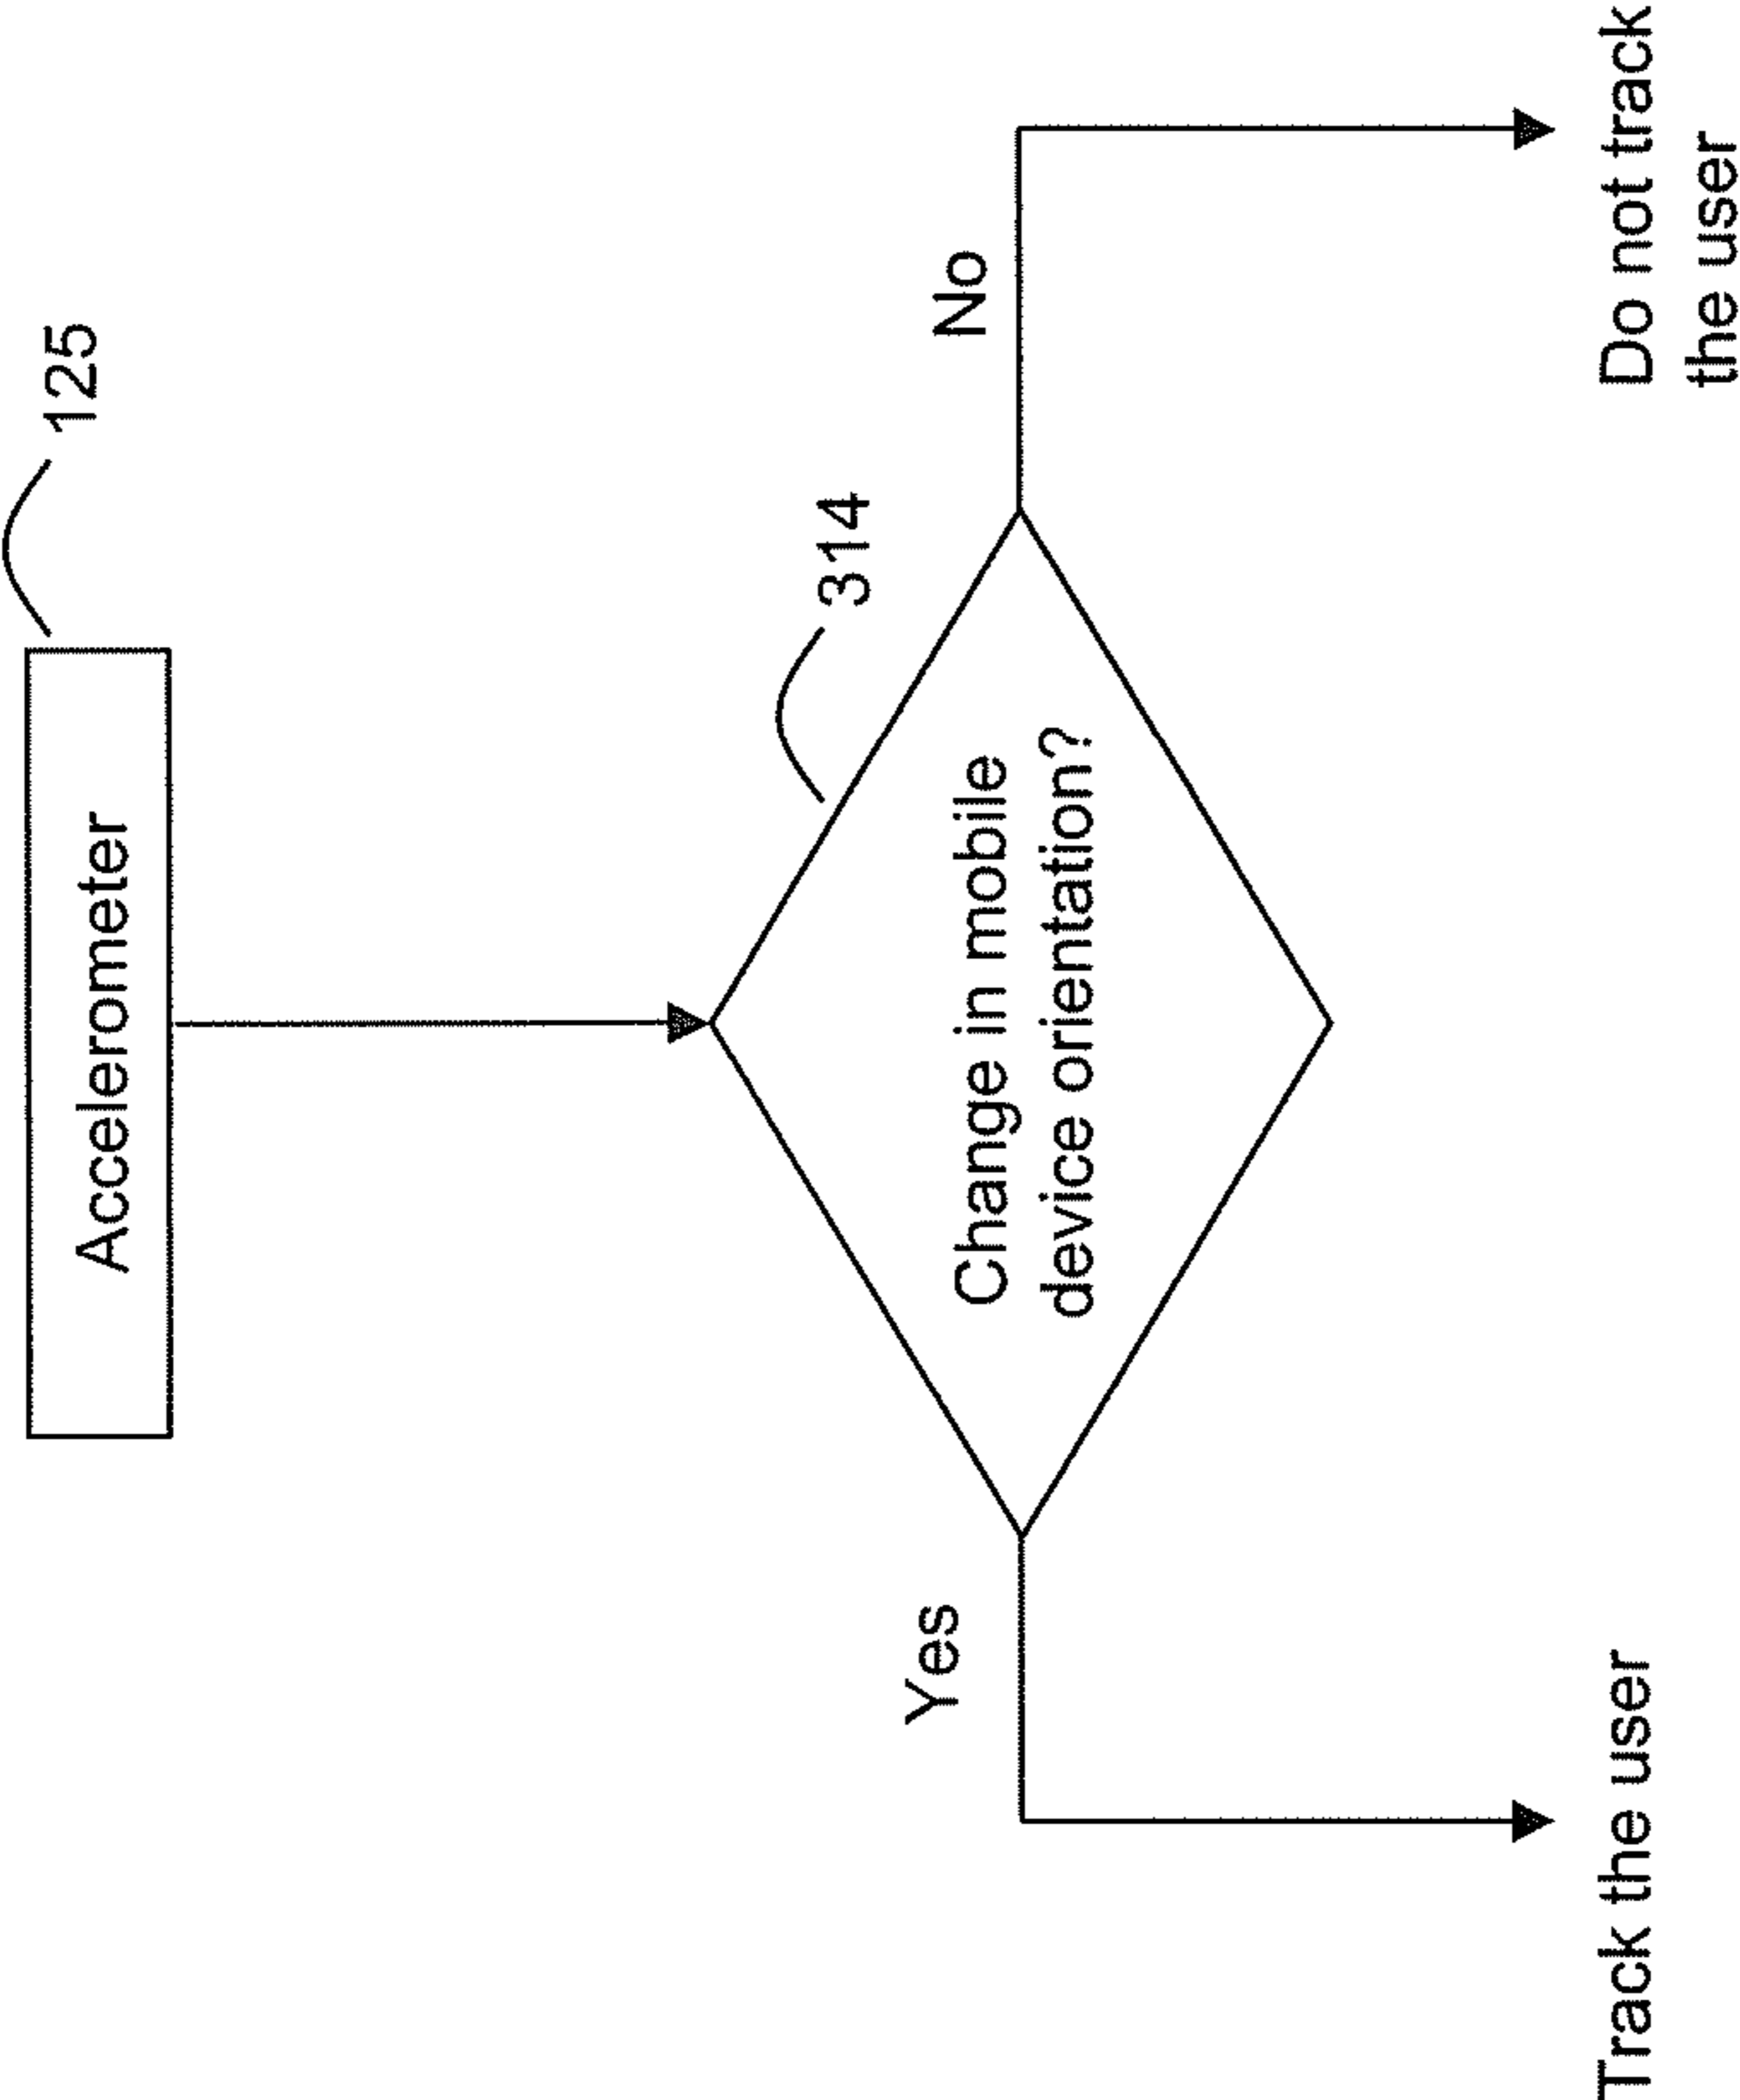 Accelerometer
125
314
Change in mobile
device orientation?
Yes
No
Track the user
Do not track
the user